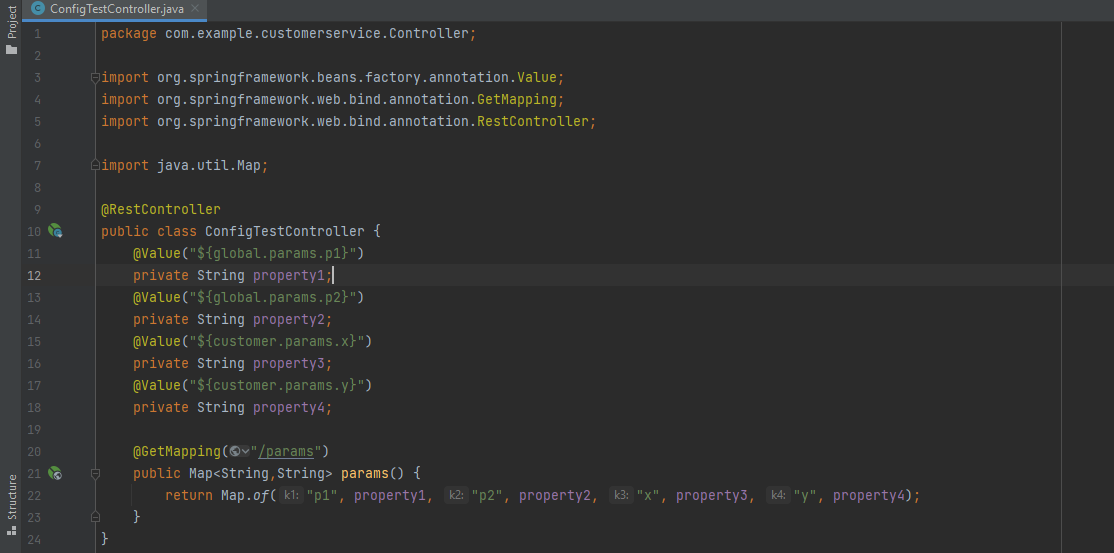 Project
ConfigTestController.java
1 package com.example.customerservice.Controller;
2
3 import org.springframework.beans.factory.annotation.Value;
4 import org.springframework.web.bind.annotation.GetMapping;
5 import org.springframework.web.bind.annotation.RestController;
6
7 import java.util.Map;
8
9 @RestController
10 public class ConfigTestController {
11     @Value("${global.params.p1}")
12     private String property1;
13     @Value("${global.params.p2}")
14     private String property2;
15     @Value("${customer.params.x}")
16     private String property3;
17     @Value("${customer.params.y}")
18     private String property4;
19
20     @GetMapping("/params")
21     public Map<String,String> params() {
22         return Map.of( k1: "p1", property1, k2: "p2", property2, k3: "x", property3, k4: "y", property4);
23     }
24 }
Structure